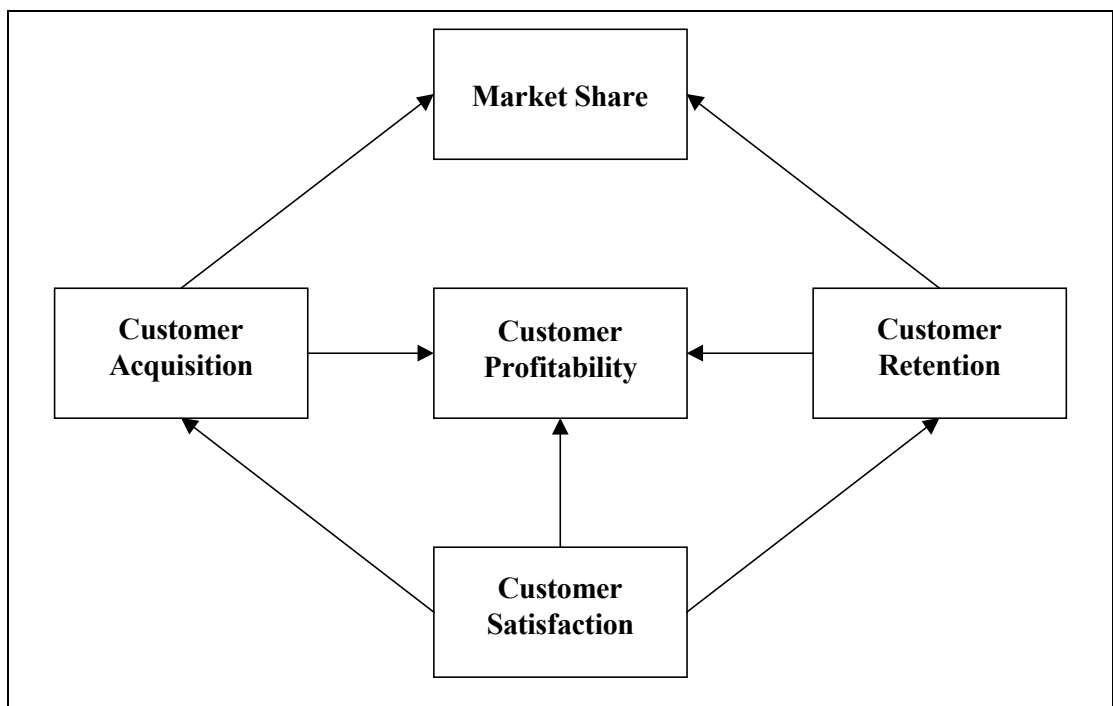 Market Share
Customer
Acquisition
Customer
Profitability
Customer
Retention
Customer
Satisfaction